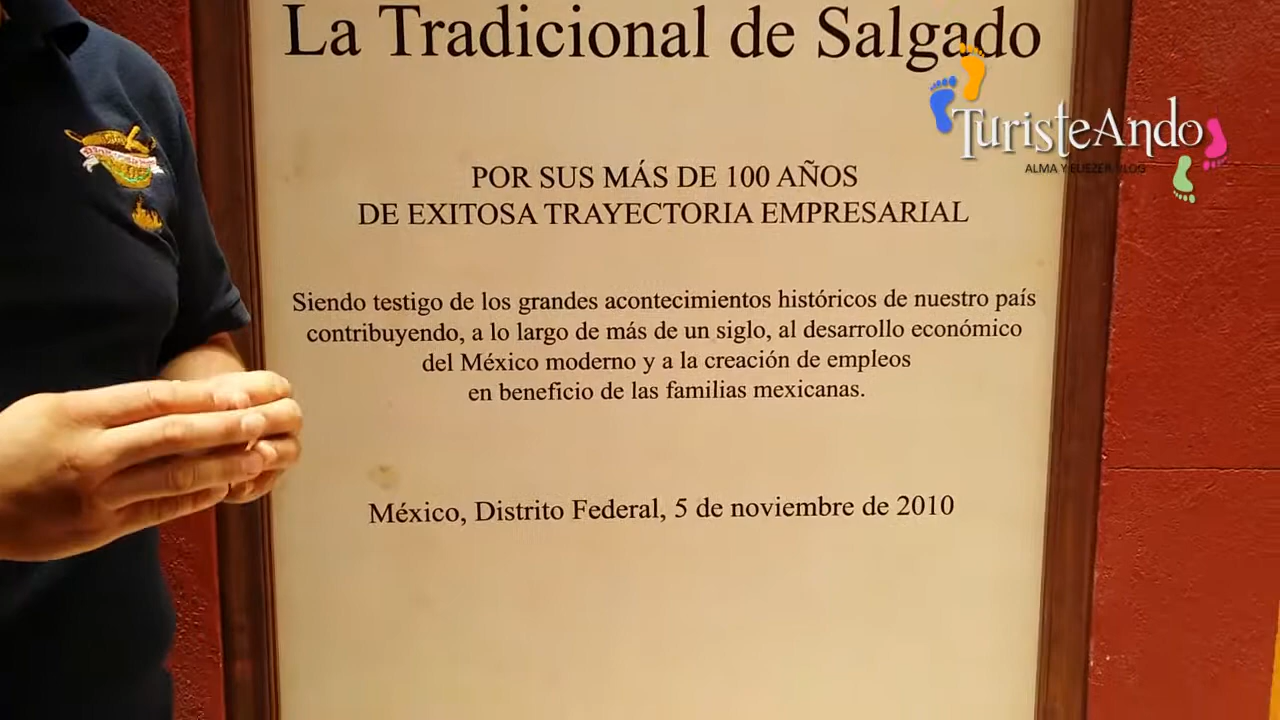 La Tradicional de Salgado
TuristeAndo
ALMA Y ELIEZER VLOG
POR SUS MÁS DE 100 AÑOS
DE EXITOSA TRAYECTORIA EMPRESARIAL
Siendo testigo de los grandes acontecimientos históricos de nuestro país
contribuyendo, a lo largo de más de un siglo, al desarrollo económico
del México moderno y a la creación de empleos
en beneficio de las familias mexicanas.
México, Distrito Federal, 5 de noviembre de 2010